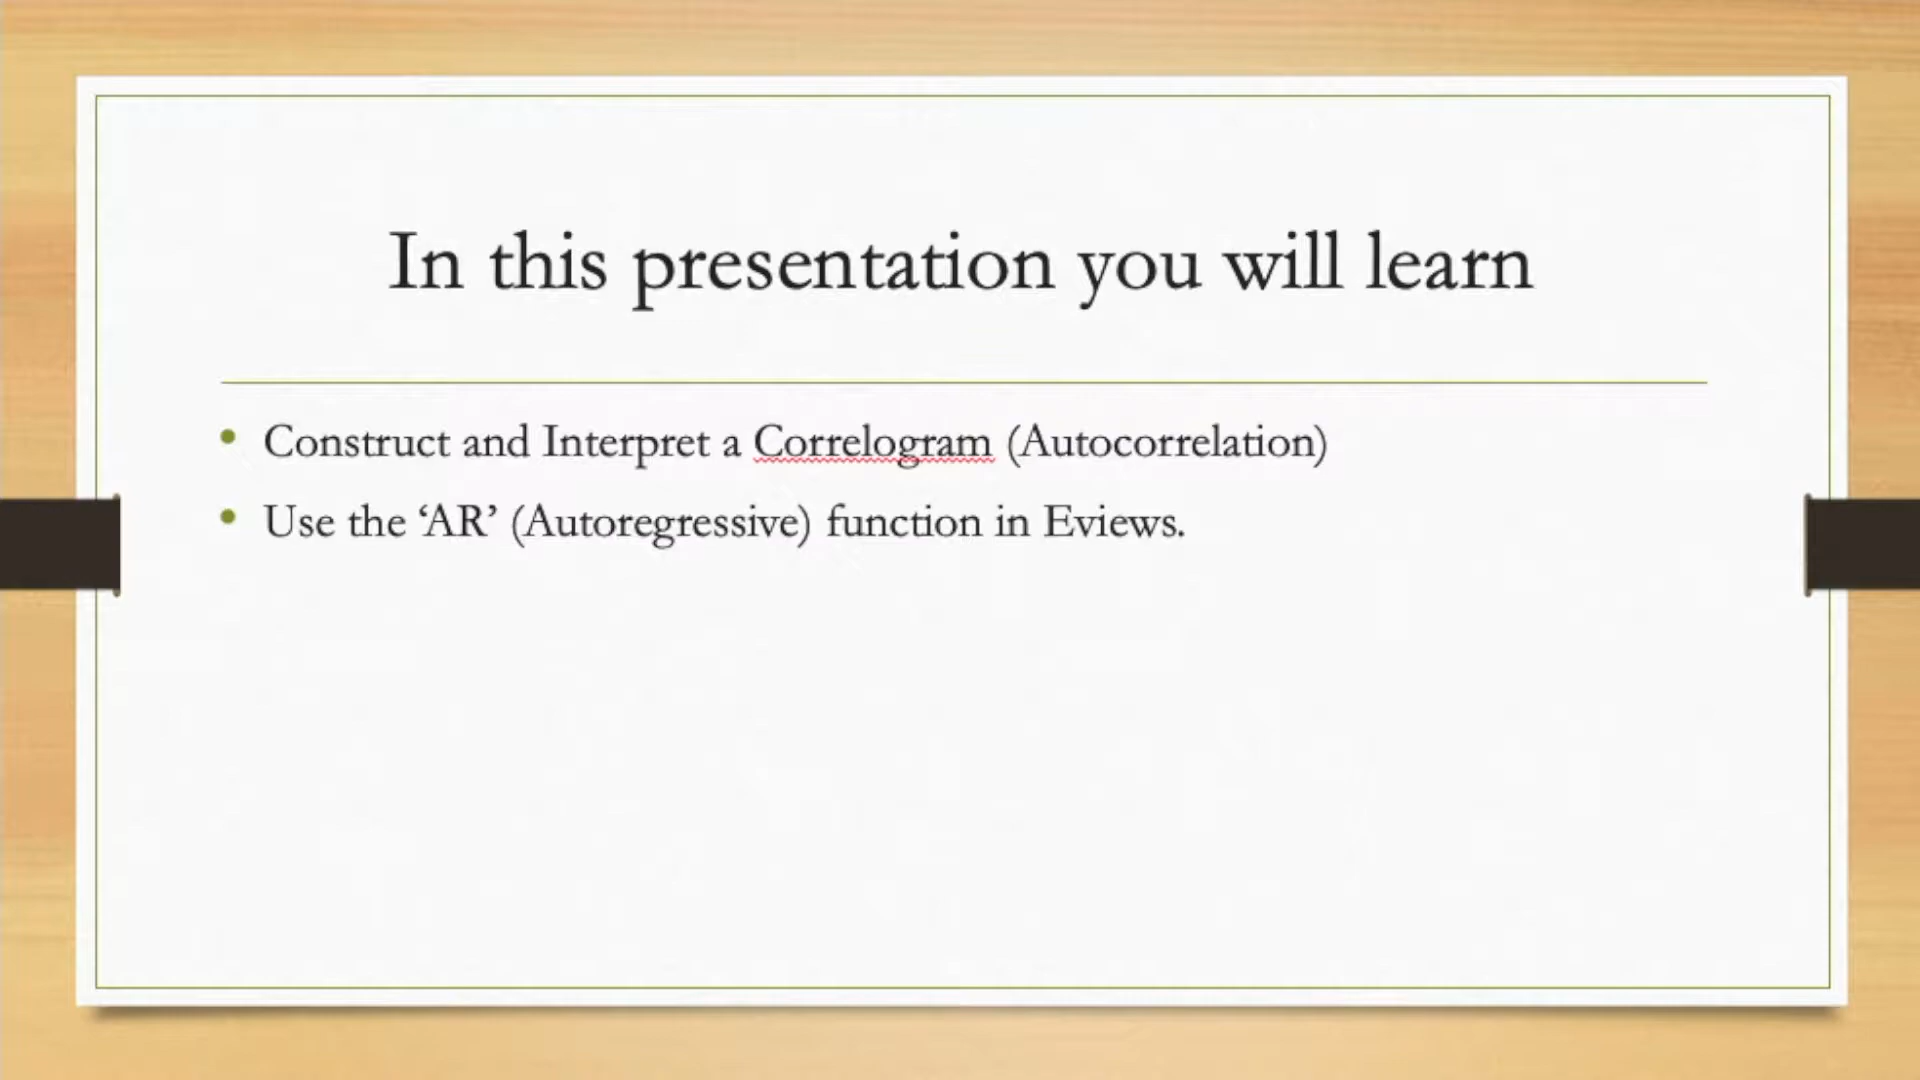 In this presentation you will learn
• Construct and Interpret a Correlogram (Autocorrelation)
• Use the ‘AR’ (Autoregressive) function in Eviews.